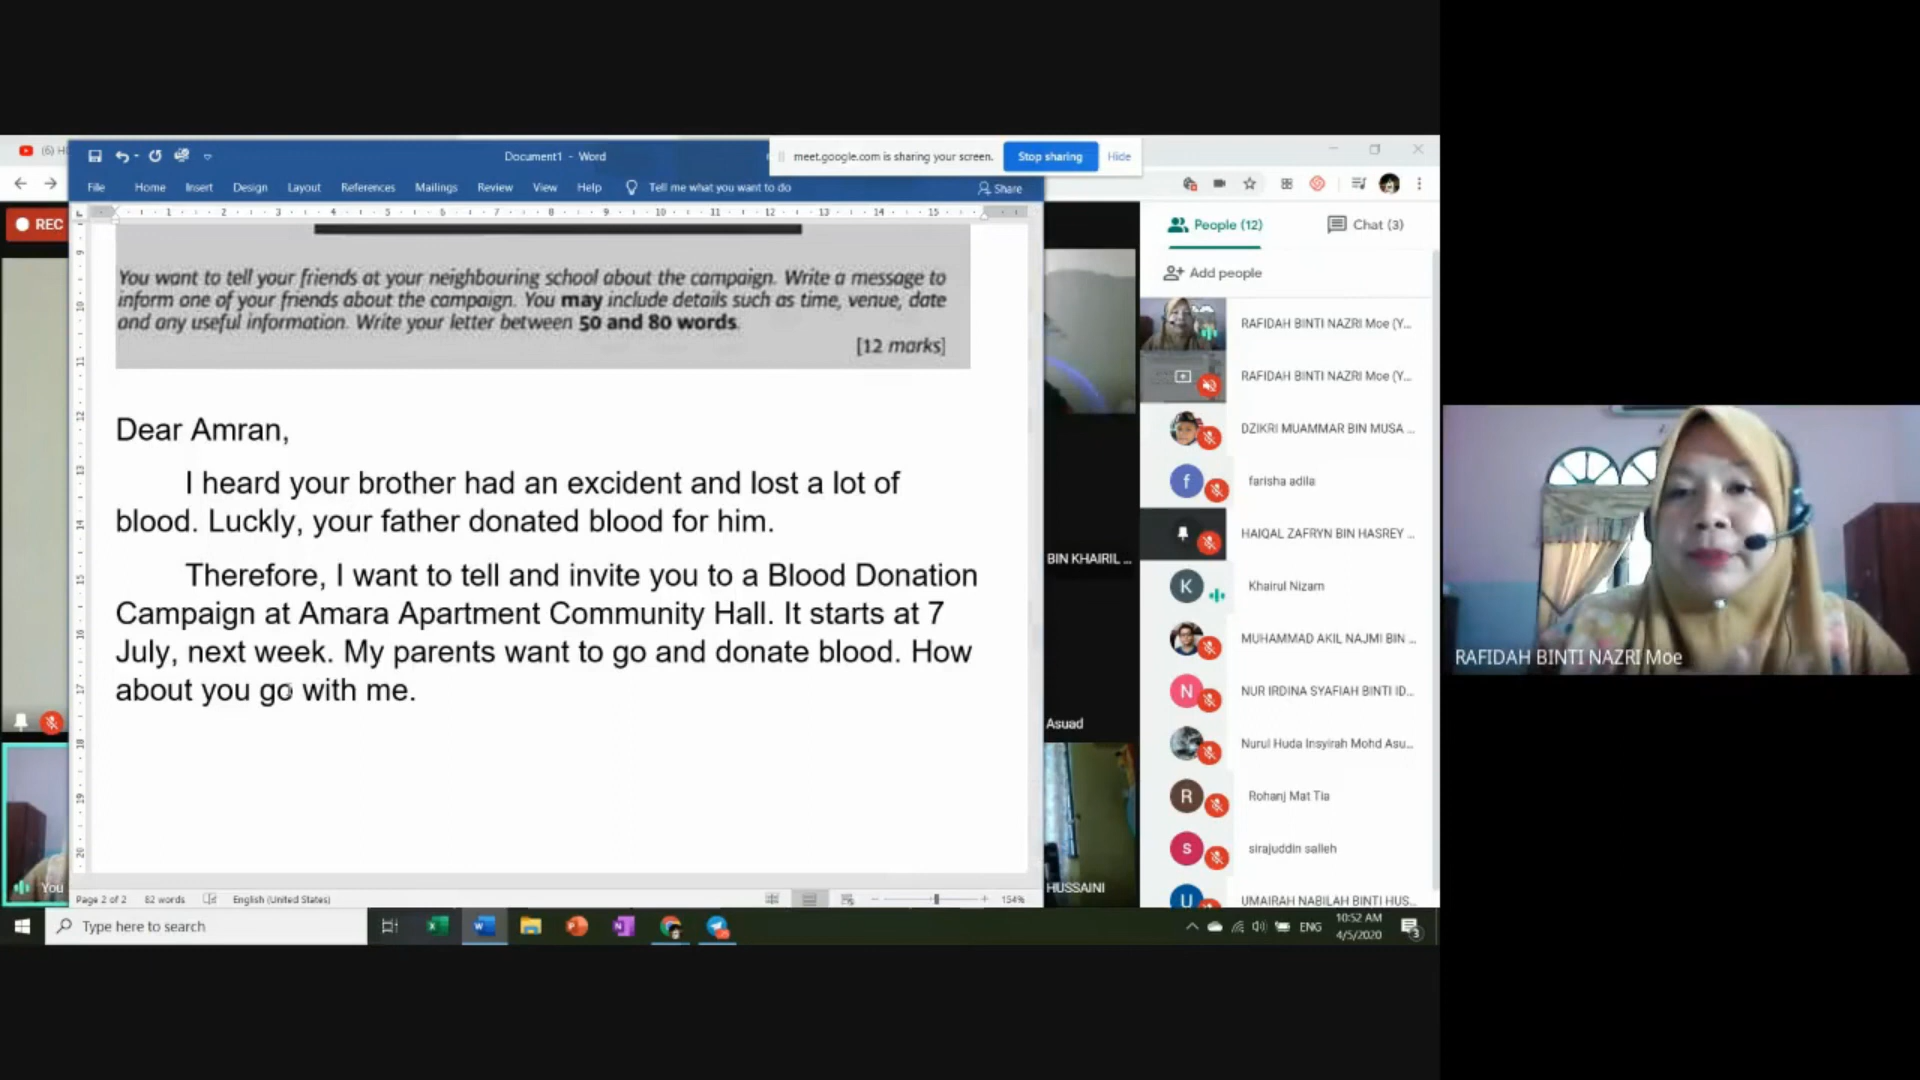 (6) H
Document1 - Word
meet.google.com is sharing your screen.
Stop sharing
Hide
File Home Insert Design Layout References Mailings Review View Help Tell me what you want to do Share
REC
People (12)
Chat (3)
Add people
You want to tell your friends at your neighbouring school about the campaign. Write a message to
inform one of your friends about the campaign. You may include details such as time, venue, date
and any useful information. Write your letter between 50 and 80 words.
[12 marks]
Dear Amran,
I heard your brother had an excident and lost a lot of
blood. Luckly, your father donated blood for him.
Therefore, I want to tell and invite you to a Blood Donation
Campaign at Amara Apartment Community Hall. It starts at 7
July, next week. My parents want to go and donate blood. How
about you go with me.
BIN KHAIRIL ...
Asuad
HUSSAINI
You
RAFIDAH BINTI NAZRI Moe (Y...
RAFIDAH BINTI NAZRI Moe (Y...
DZIKRI MUAMMAR BIN MUSA ...
f
farisha adila
HAIQAL ZAFRYN BIN HASREY ...
K
Khairul Nizam
MUHAMMAD AKIL NAJMI BIN ...
N
NUR IRDINA SYAFIAH BINTI ID...
Nurul Huda Insyirah Mohd Asu...
R
Rohanj Mat Tia
S
sirajuddin salleh
U
UMAIRAH NABILAH BINTI HUS...
RAFIDAH BINTI NAZRI Moe
Page 2 of 2 82 words English (United States) 154%
Type here to search
ENG
10:52 AM
4/5/2020
3